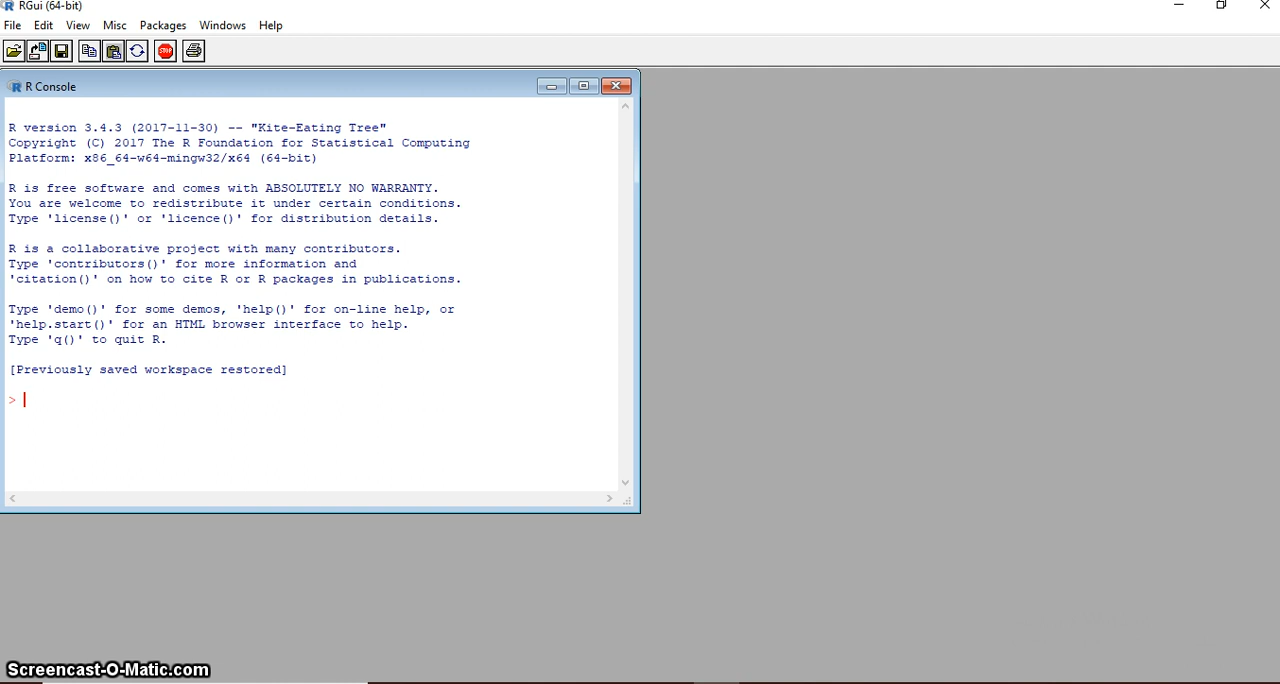 RGui (64-bit)
File Edit View Misc Packages Windows Help
STOP
R Console
R version 3.4.3 (2017-11-30) -- "Kite-Eating Tree"
Copyright (C) 2017 The R Foundation for Statistical Computing
Platform: x86_64-w64-mingw32/x64 (64-bit)
R is free software and comes with ABSOLUTELY NO WARRANTY.
You are welcome to redistribute it under certain conditions.
Type 'license()' or 'licence()' for distribution details.
R is a collaborative project with many contributors.
Type 'contributors()' for more information and
'citation()' on how to cite R or R packages in publications.
Type 'demo()' for some demos, 'help()' for on-line help, or
'help.start()' for an HTML browser interface to help.
Type 'q()' to quit R.
[Previously saved workspace restored]
>
Screencast-O-Matic.com